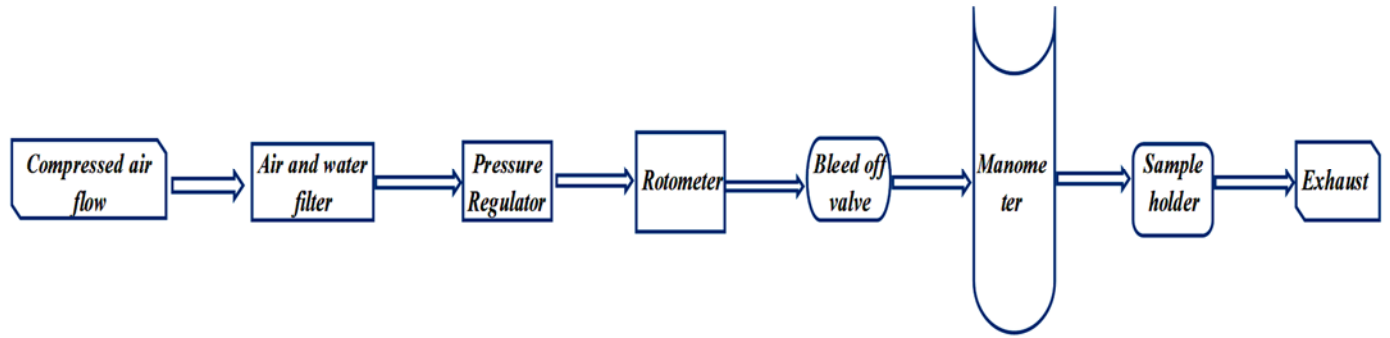 Compressed air
flow
Air and water
filter
Pressure
Regulator
Rotometer
Bleed off
valve
Manome
ter
Sample
holder
Exhaust